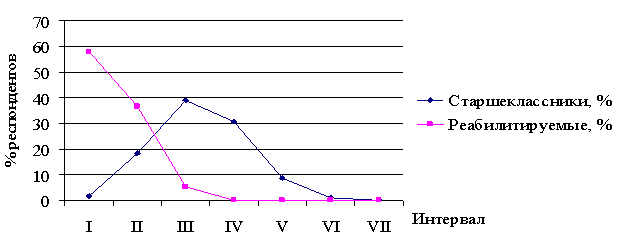 70
60
50
40
30
20
10
0
%респондентов
I II III IV V VI VII
Интервал
Старшеклассники, %
Реабилитируемые, %